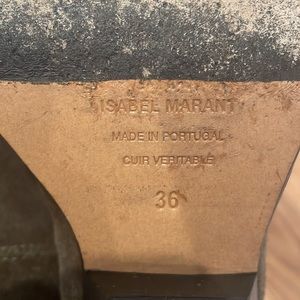 ISABEL MARANT
MADE IN PORTUGAL
CUIR VERITABLE
36